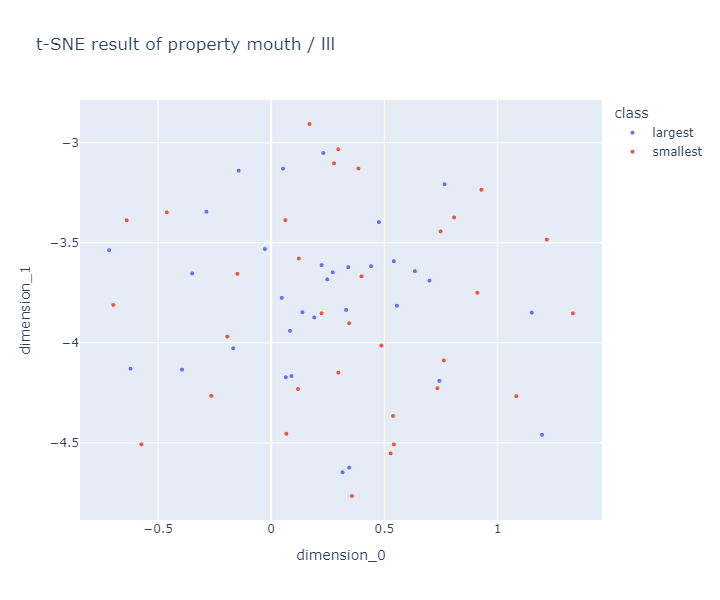 t-SNE result of property mouth / lll
class
largest
smallest
−3
−3.5
−4
−4.5
dimension_1
−0.5
0
0.5
1
dimension_0